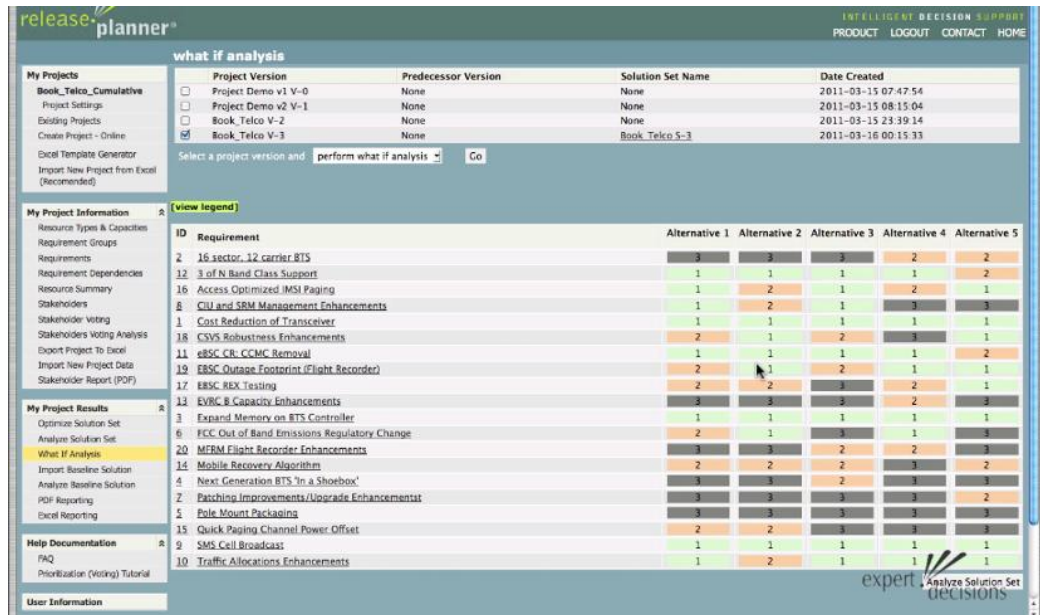 release planner®
INTELLIGENT DECISION SUPPORT
PRODUCT LOGOUT CONTACT HOME
what if analysis
My Projects
Book_Telco_Cumulative
Project Settings
Existing Projects
Create Project - Online
Excel Template Generator
Import New Project from Excel
(Recomended)
Project Version Predecessor Version Solution Set Name Date Created
Project Demo v1 V-0 None None 2011-03-15 07:47:54
Project Demo v2 V-1 None None 2011-03-15 08:15:04
Book_Telco V-2 None None 2011-03-15 23:39:14
Book_Telco V-3 None Book_Telco S-3 2011-03-16 00:15:33
Select a project version and perform what if analysis Go
[view legend]
My Project Information
Resource Types & Capacities
Requirement Groups
Requirements
Requirement Dependencies
Resource Summary
Stakeholders
Stakeholder Voting
Stakeholders Voting Analysis
Export Project To Excel
Import New Project Data
Stakeholder Report (PDF)
My Project Results
Optimize Solution Set
Analyze Solution Set
What If Analysis
Import Baseline Solution
Analyze Baseline Solution
PDF Reporting
Excel Reporting
Help Documentation
FAQ
Prioritization (Voting) Tutorial
User Information
ID Requirement Alternative 1 Alternative 2 Alternative 3 Alternative 4 Alternative 5
2 16 sector, 12 carrier BTS 3 3 3 2 2
12 3 of N Band Class Support 1 1 1 1 2
16 Access Optimized IMSI Paging 1 2 1 2 1
8 CIU and SRM Management Enhancements 1 2 1 3 3
1 Cost Reduction of Transceiver 1 1 1 1 1
18 CSVS Robustness Enhancements 2 1 2 3 1
11 eBSC CR: CCMC Removal 1 1 1 1 2
19 EBSC Outage Footprint (Flight Recorder) 2 1 2 1 1
17 EBSC REX Testing 2 2 3 2 1
13 EVRC B Capacity Enhancements 3 3 3 2 3
3 Expand Memory on BTS Controller 1 1 1 1 1
6 FCC Out of Band Emissions Regulatory Change 2 1 3 1 3
20 MFRM Flight Recorder Enhancements 3 3 2 2 3
14 Mobile Recovery Algorithm 2 2 2 3 2
4 Next Generation BTS 'In a Shoebox' 3 3 2 3 3
7 Patching Improvements/Upgrade Enhancementst 3 3 3 3 2
5 Pole Mount Packaging 3 3 3 3 3
15 Quick Paging Channel Power Offset 2 2 3 3 3
9 SMS Cell Broadcast 1 1 1 1 1
10 Traffic Allocations Enhancements 1 2 1 1 1
expert decisions
Analyze Solution Set